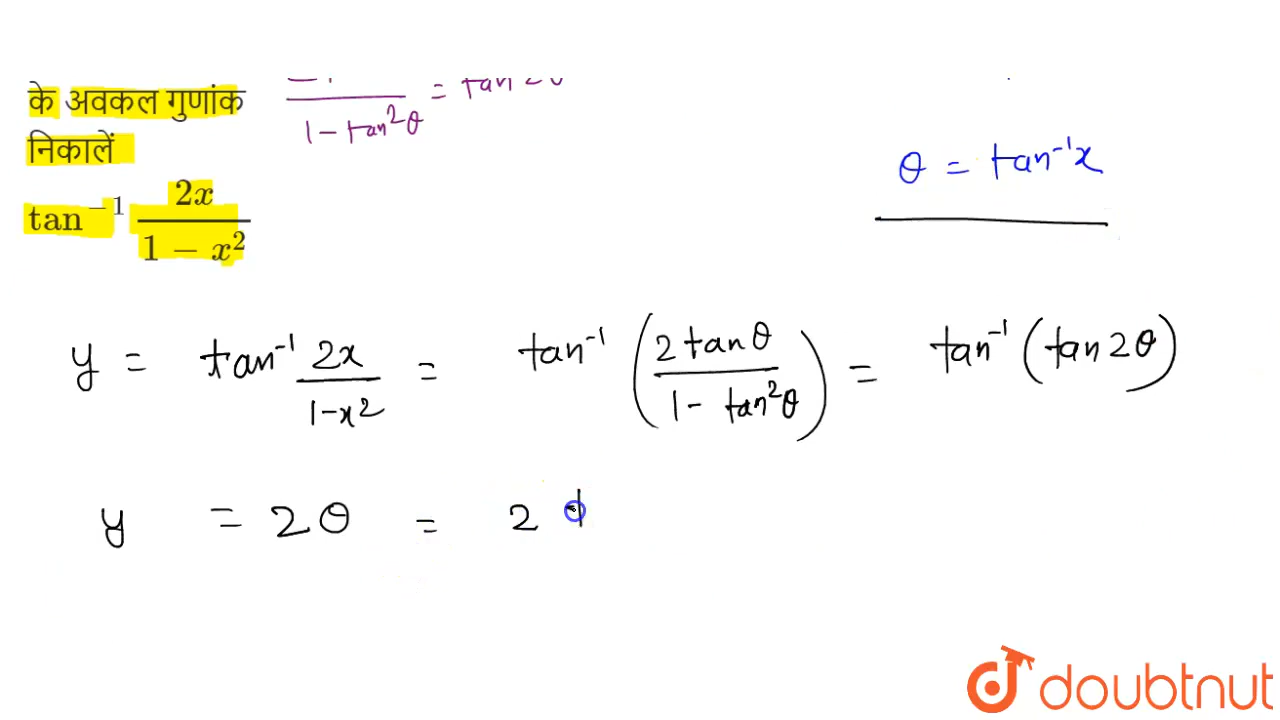 के अवकल गुणांक
निकालें
tan⁻¹ 2x / (1 − x²)
1 − tan²θ = tan 2θ
θ = tan⁻¹x
y = tan⁻¹ 2x / (1−x²) = tan⁻¹ (2 tanθ / (1 − tan²θ)) = tan⁻¹ (tan 2θ)
y = 2θ = 2
doubtnut